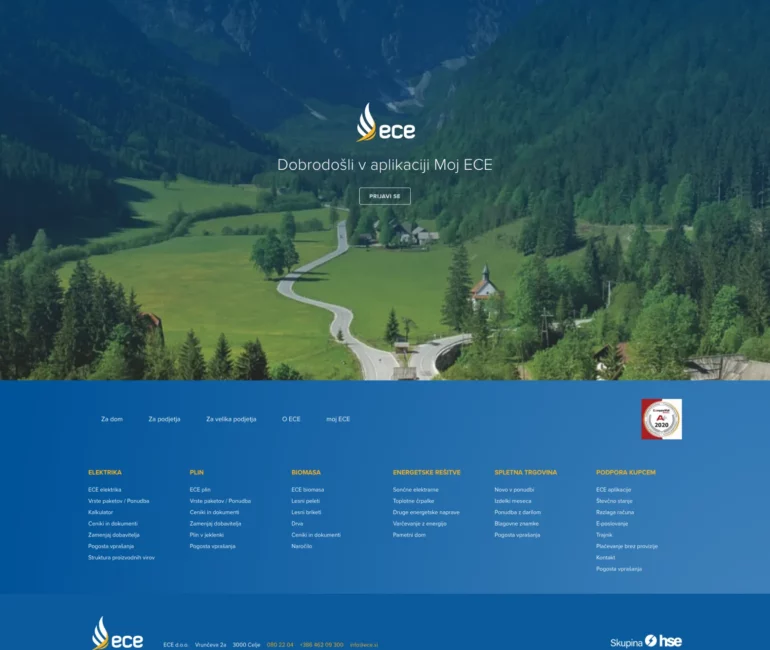 ece
Dobrodošli v aplikaciji Moj ECE
PRIJAVI SE
Za dom Za podjetja Za velika podjetja O ECE moj ECE
2020
ELEKTRIKA
ECE elektrika
Vrste paketov / Ponudba
Kalkulator
Ceniki in dokumenti
Zamenjaj dobavitelja
Pogosta vprašanja
Struktura proizvodnih virov
PLIN
ECE plin
Vrste paketov / Ponudba
Ceniki in dokumenti
Zamenjaj dobavitelja
Plin v jeklenki
Pogosta vprašanja
BIOMASA
ECE biomasa
Lesni peleti
Lesni briketi
Drva
Ceniki in dokumenti
Naročilo
ENERGETSKE REŠITVE
Sončne elektrarne
Toplotne črpalke
Druge energetske naprave
Varčevanje z energijo
Pametni dom
SPLETNA TRGOVINA
Novo v ponudbi
Izdelki meseca
Ponudba z darilom
Blagovne znamke
Pogosta vprašanja
PODPORA KUPCEM
ECE aplikacije
Števčno stanje
Razlaga računa
E-poslovanje
Trajnik
Plačevanje brez provizije
Kontakt
Pogosta vprašanja
ece
ECE d.o.o. Vrunčeva 2a 3000 Celje 080 22 04 info@ece.si
Skupina hse